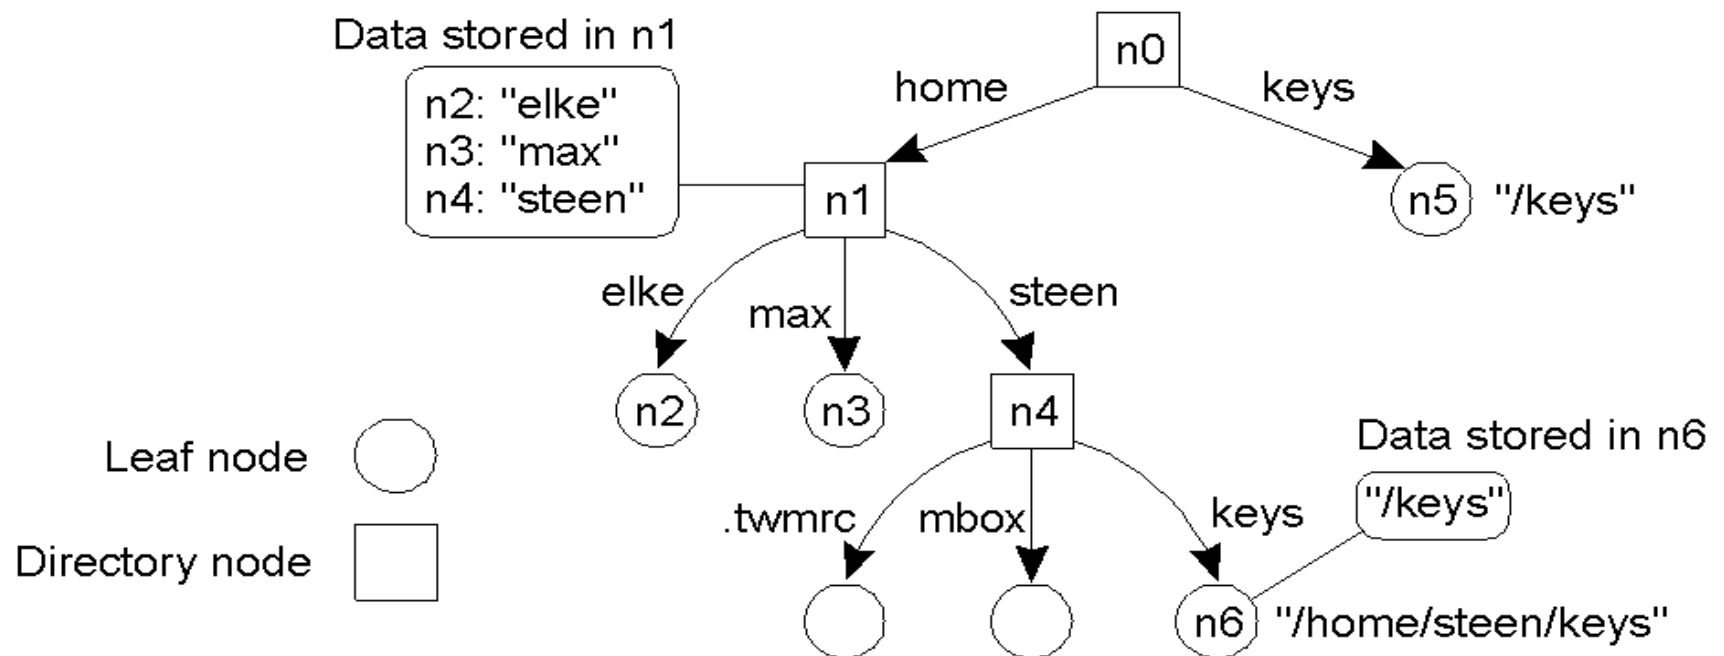 Data stored in n1
n0
home
keys
n2: "elke"
n3: "max"
n4: "steen"
n1
n5 "/keys"
elke
max
steen
n2
n3
n4
Leaf node
Data stored in n6
"/keys"
.twmrc
mbox
keys
Directory node
n6 "/home/steen/keys"